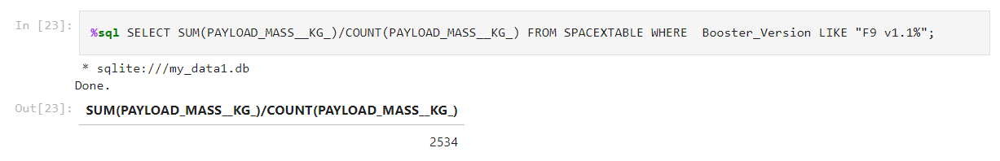 In [23]: %sql SELECT SUM(PAYLOAD_MASS__KG_)/COUNT(PAYLOAD_MASS__KG_) FROM SPACEXTABLE WHERE  Booster_Version LIKE "F9 v1.1%";
* sqlite:///my_data1.db
Done.
Out[23]: SUM(PAYLOAD_MASS__KG_)/COUNT(PAYLOAD_MASS__KG_)
2534